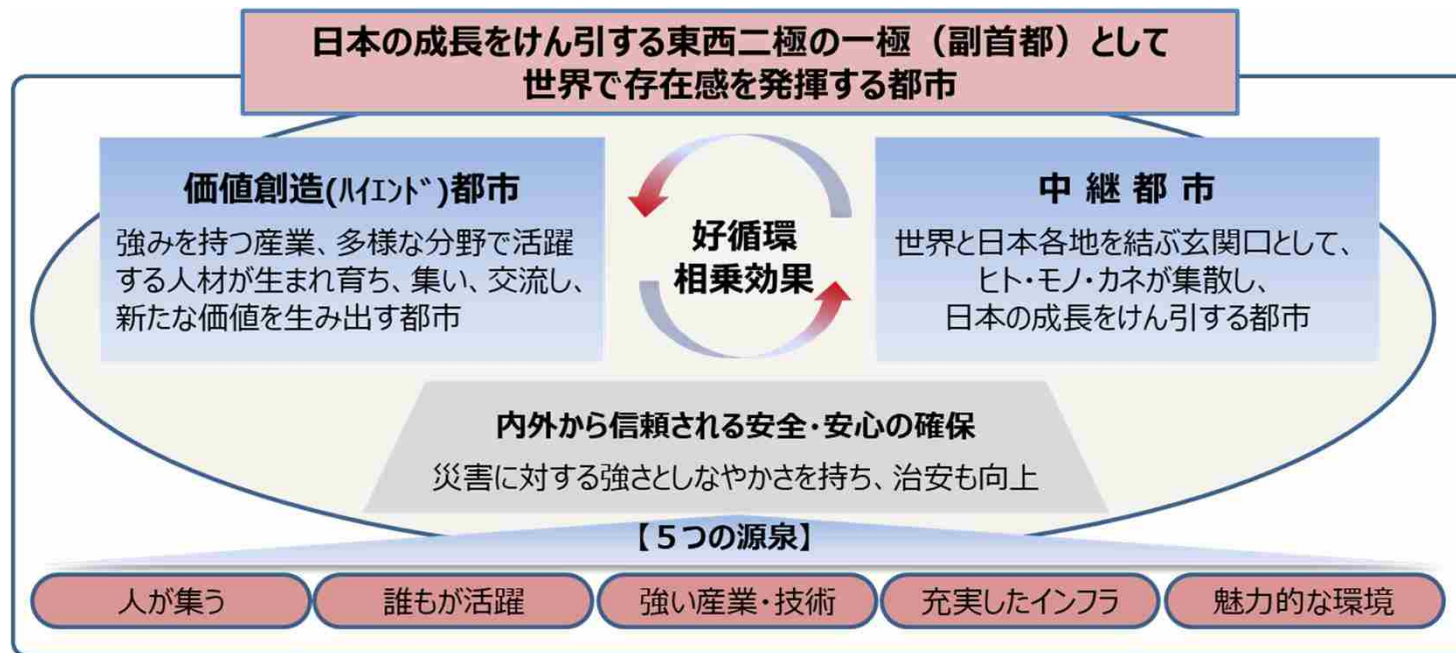 日本の成長をけん引する東西二極の一極（副首都）として
世界で存在感を発揮する都市
価値創造(ﾊｲｴﾝﾄﾞ)都市
強みを持つ産業、多様な分野で活躍
する人材が生まれ育ち、集い、交流し、
新たな価値を生み出す都市
好循環
相乗効果
中 継 都 市
世界と日本各地を結ぶ玄関口として、
ヒト・モノ・カネが集散し、
日本の成長をけん引する都市
内外から信頼される安全・安心の確保
災害に対する強さとしなやかさを持ち、治安も向上
【５つの源泉】
人が集う
誰もが活躍
強い産業・技術
充実したインフラ
魅力的な環境